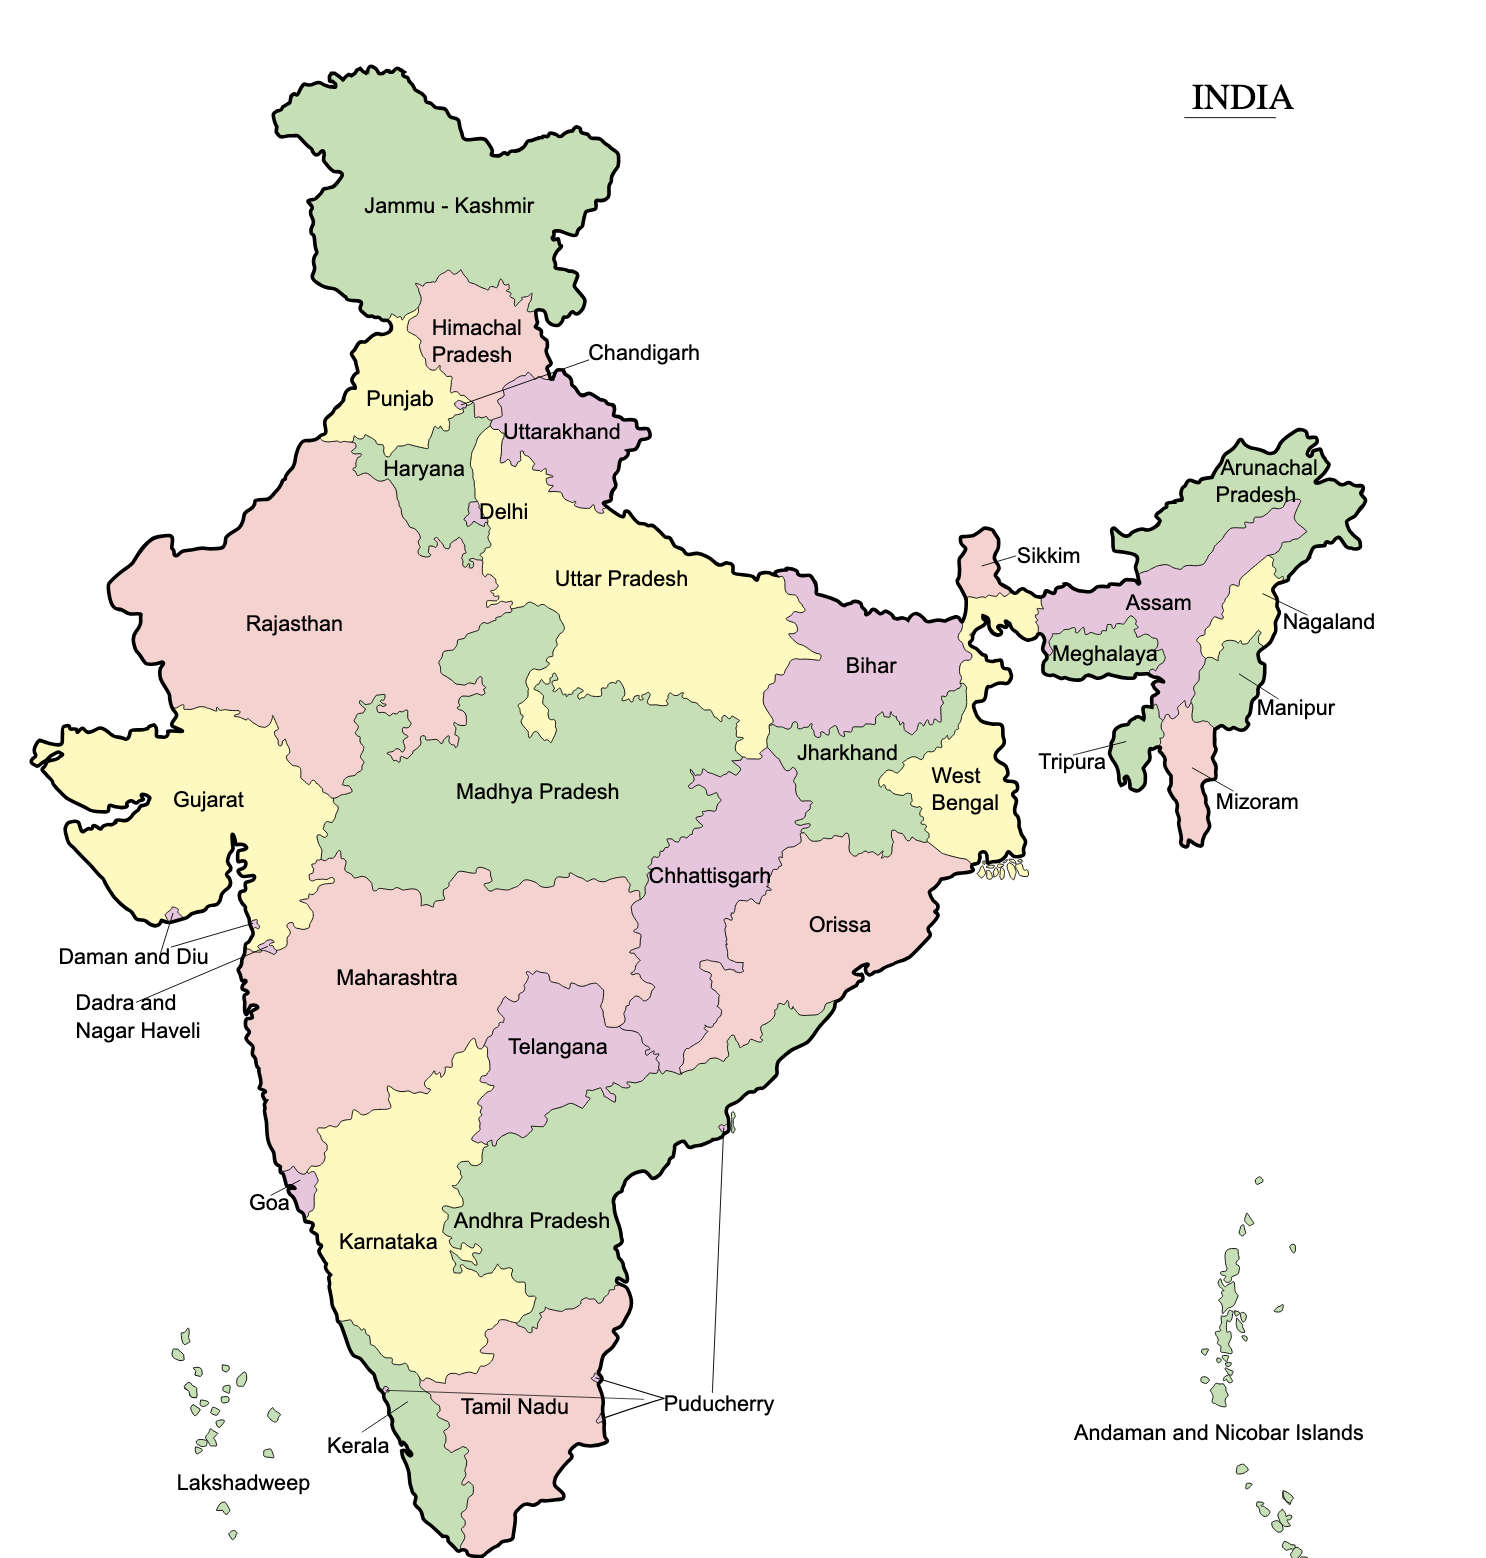 INDIA
Jammu - Kashmir
Himachal
Pradesh
Chandigarh
Punjab
Uttarakhand
Haryana
Arunachal
Pradesh
Delhi
Sikkim
Uttar Pradesh
Assam
Rajasthan
Nagaland
Meghalaya
Bihar
Manipur
Jharkhand
Tripura
West
Bengal
Madhya Pradesh
Gujarat
Mizoram
Chhattisgarh
Orissa
Daman and Diu
Maharashtra
Dadra and
Nagar Haveli
Telangana
Goa
Andhra Pradesh
Karnataka
Puducherry
Tamil Nadu
Andaman and Nicobar Islands
Kerala
Lakshadweep